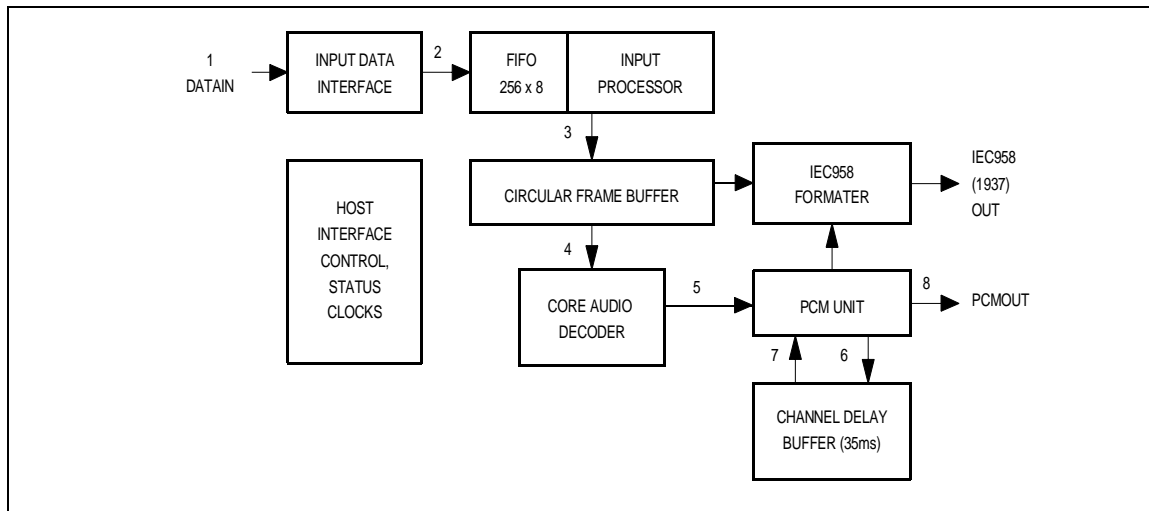 1
DATAIN
INPUT DATA
INTERFACE
2
FIFO
256 x 8
INPUT
PROCESSOR
3
CIRCULAR FRAME BUFFER
IEC958
FORMATER
IEC958
(1937)
OUT
HOST
INTERFACE
CONTROL,
STATUS
CLOCKS
4
CORE AUDIO
DECODER
5
PCM UNIT
8
PCMOUT
7
6
CHANNEL DELAY
BUFFER (35ms)